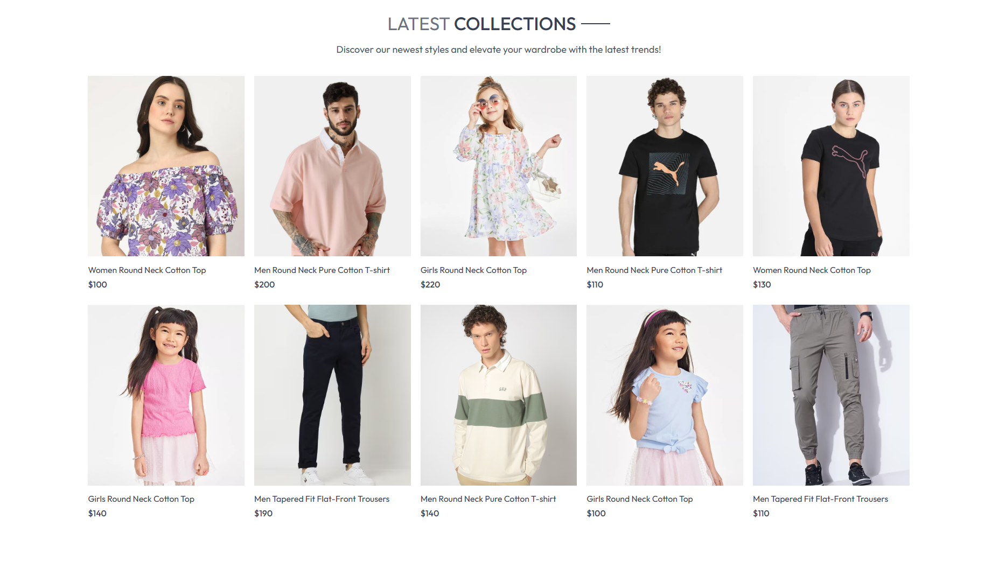 LATEST COLLECTIONS
Discover our newest styles and elevate your wardrobe with the latest trends!
Women Round Neck Cotton Top
$100
Men Round Neck Pure Cotton T-shirt
$200
Girls Round Neck Cotton Top
$220
Men Round Neck Pure Cotton T-shirt
$110
Women Round Neck Cotton Top
$130
GAP
Girls Round Neck Cotton Top
$140
Men Tapered Fit Flat-Front Trousers
$190
Men Round Neck Pure Cotton T-shirt
$140
Girls Round Neck Cotton Top
$100
Men Tapered Fit Flat-Front Trousers
$110